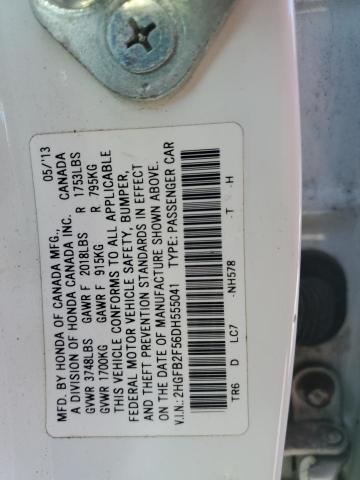 MFD. BY HONDA OF CANADA MFG., 05/'13
A DIVISION OF HONDA CANADA INC. CANADA
GVWR 3748LBS GAWR F 2018LBS R 1753LBS
GVWR 1700KG GAWR F 915KG R 795KG
THIS VEHICLE CONFORMS TO ALL APPLICABLE
FEDERAL MOTOR VEHICLE SAFETY, BUMPER,
AND THEFT PREVENTION STANDARDS IN EFFECT
ON THE DATE OF MANUFACTURE SHOWN ABOVE.
V.I.N.: 2HGFB2F56DH555041 TYPE: PASSENGER CAR
TR6 D LC7 -NH578 -T -H